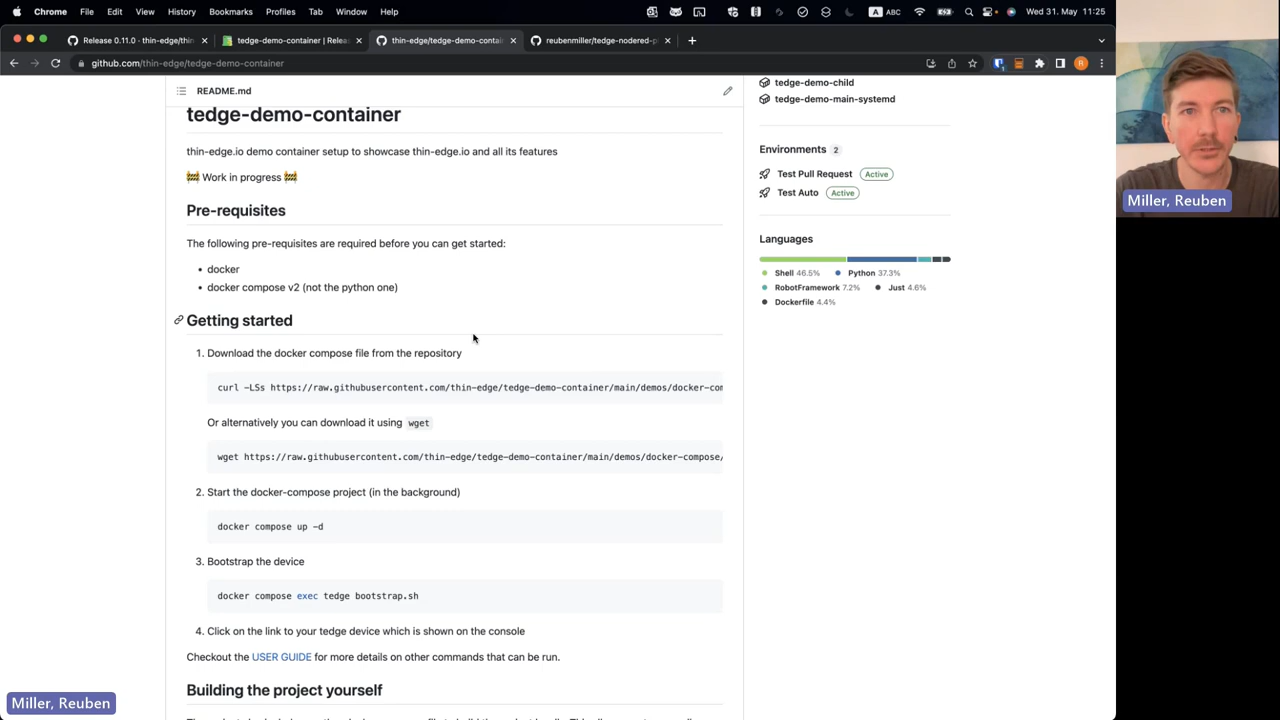 Chrome File Edit View History Bookmarks Profiles Tab Window Help
A ABC
Wed 31. May 11:25
Release 0.11.0 - thin-edge/thin
tedge-demo-container | Relea
thin-edge/tedge-demo-contai
reubenmiller/tedge-nodered-p
github.com/thin-edge/tedge-demo-container
README.md
tedge-demo-container
thin-edge.io demo container setup to showcase thin-edge.io and all its features
🚧 Work in progress 🚧
Pre-requisites
The following pre-requisites are required before you can get started:
• docker
• docker compose v2 (not the python one)
Getting started
1. Download the docker compose file from the repository
curl -LSs https://raw.githubusercontent.com/thin-edge/tedge-demo-container/main/demos/docker-com
Or alternatively you can download it using wget
wget https://raw.githubusercontent.com/thin-edge/tedge-demo-container/main/demos/docker-compose/
2. Start the docker-compose project (in the background)
docker compose up -d
3. Bootstrap the device
docker compose exec tedge bootstrap.sh
4. Click on the link to your tedge device which is shown on the console
Checkout the USER GUIDE for more details on other commands that can be run.
Building the project yourself
tedge-demo-child
tedge-demo-main-systemd
Environments 2
Test Pull Request Active
Test Auto Active
Languages
Shell 46.5% Python 37.3%
RobotFramework 7.2% Just 4.6%
Dockerfile 4.4%
Miller, Reuben
Miller, Reuben